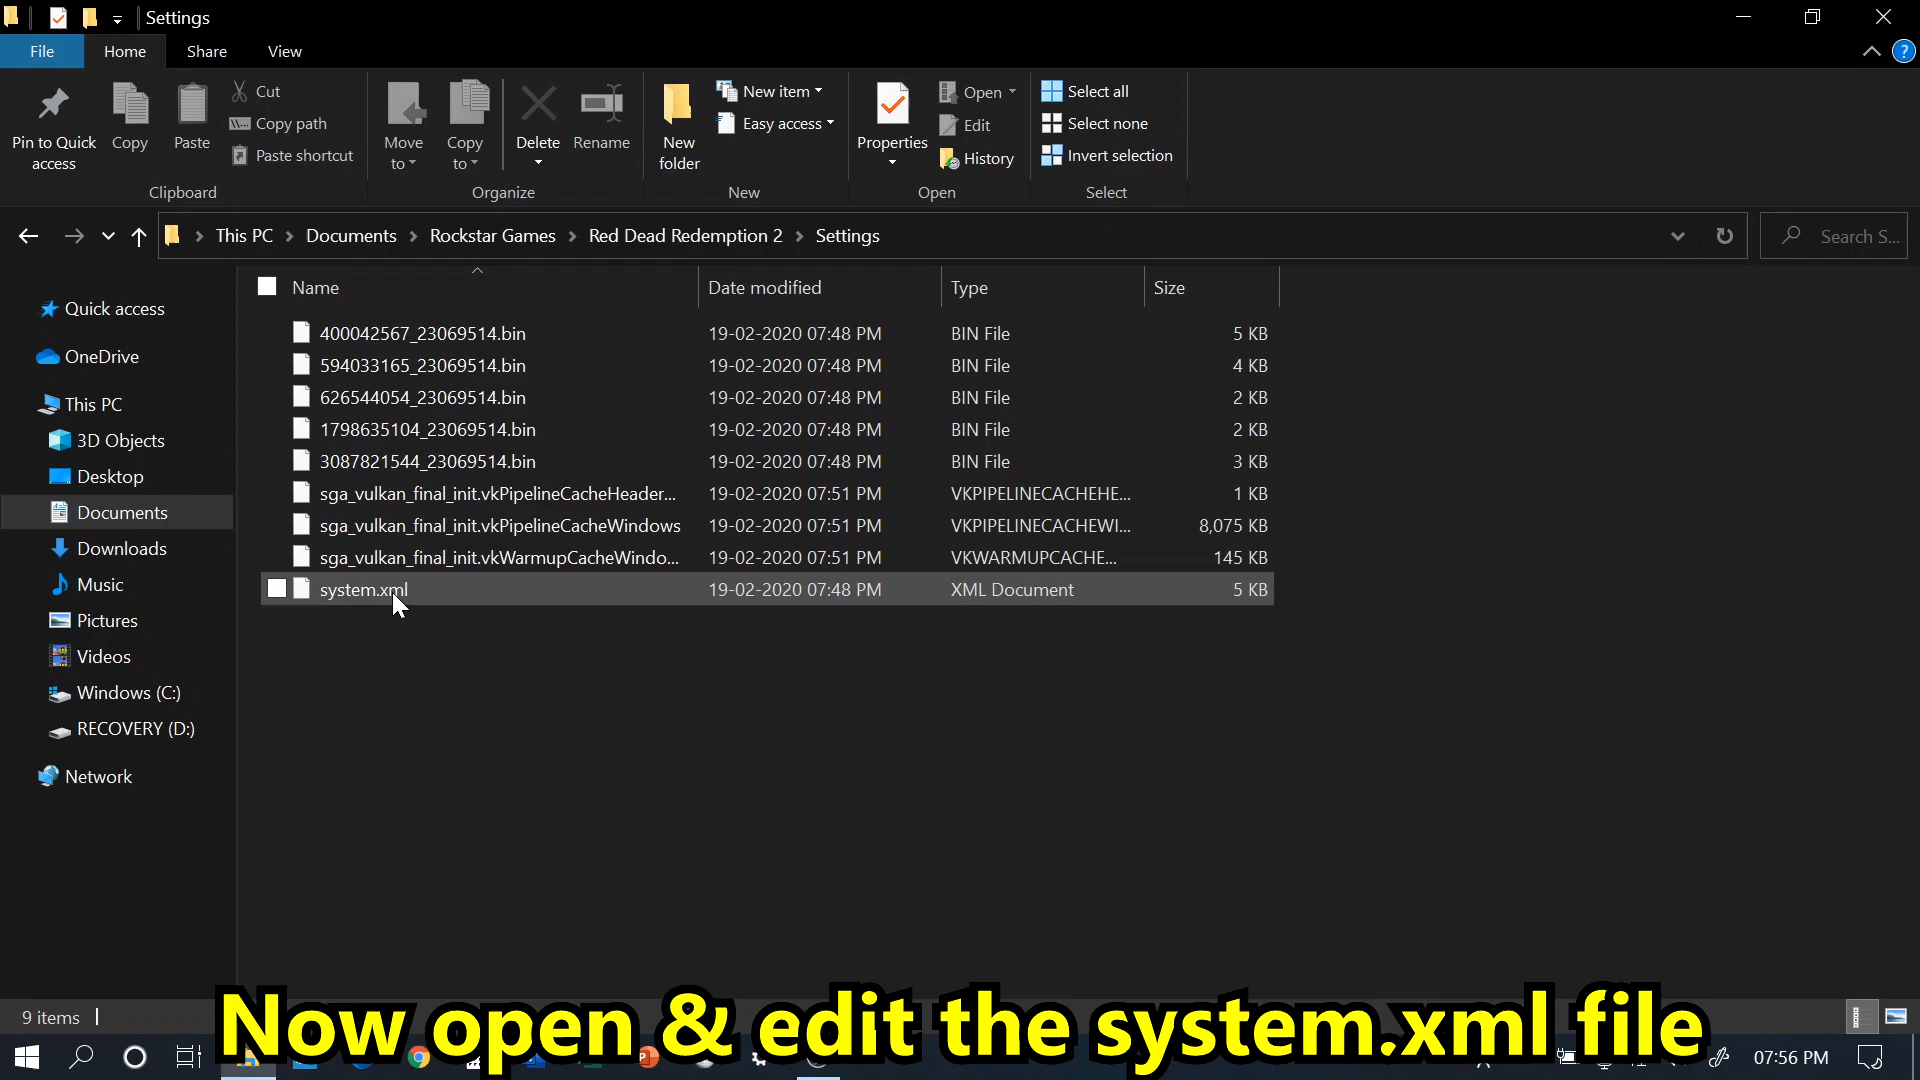 Settings
File Home Share View
Pin to Quick access
Copy
Paste
Cut
Copy path
Paste shortcut
Clipboard
Move to
Copy to
Delete
Rename
Organize
New folder
New item
Easy access
New
Properties
Open
Edit
History
Open
Select all
Select none
Invert selection
Select
This PC > Documents > Rockstar Games > Red Dead Redemption 2 > Settings
Search S...
Quick access
OneDrive
This PC
3D Objects
Desktop
Documents
Downloads
Music
Pictures
Videos
Windows (C:)
RECOVERY (D:)
Network
Name Date modified Type Size
400042567_23069514.bin 19-02-2020 07:48 PM BIN File 5 KB
594033165_23069514.bin 19-02-2020 07:48 PM BIN File 4 KB
626544054_23069514.bin 19-02-2020 07:48 PM BIN File 2 KB
1798635104_23069514.bin 19-02-2020 07:48 PM BIN File 2 KB
3087821544_23069514.bin 19-02-2020 07:48 PM BIN File 3 KB
sga_vulkan_final_init.vkPipelineCacheHeader... 19-02-2020 07:51 PM VKPIPELINECACHEHE... 1 KB
sga_vulkan_final_init.vkPipelineCacheWindows 19-02-2020 07:51 PM VKPIPELINECACHEWI... 8,075 KB
sga_vulkan_final_init.vkWarmupCacheWindo... 19-02-2020 07:51 PM VKWARMUPCACHE... 145 KB
system.xml 19-02-2020 07:48 PM XML Document 5 KB
9 items
Now open & edit the system.xml file
07:56 PM